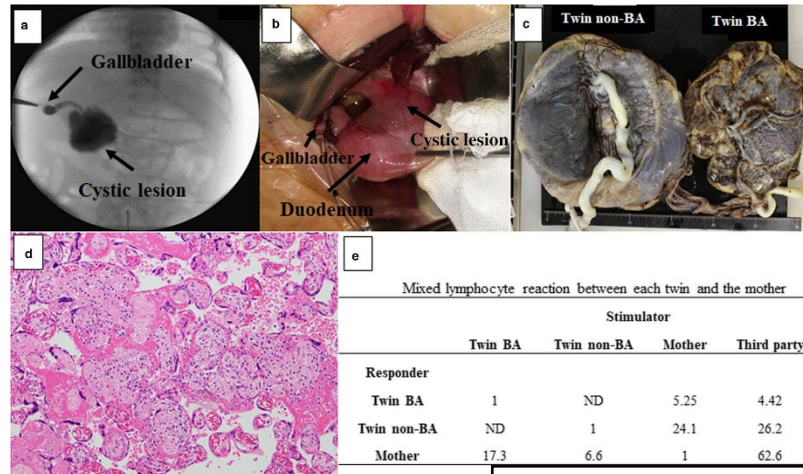 a
Gallbladder
Cystic lesion
b
Gallbladder
Cystic lesion
Duodenum
c
Twin non-BA
Twin BA
d
e
Mixed lymphocyte reaction between each twin and the mother
Stimulator
Twin BA Twin non-BA Mother Third party
Responder
Twin BA 1 ND 5.25 4.42
Twin non-BA ND 1 24.1 26.2
Mother 17.3 6.6 1 62.6